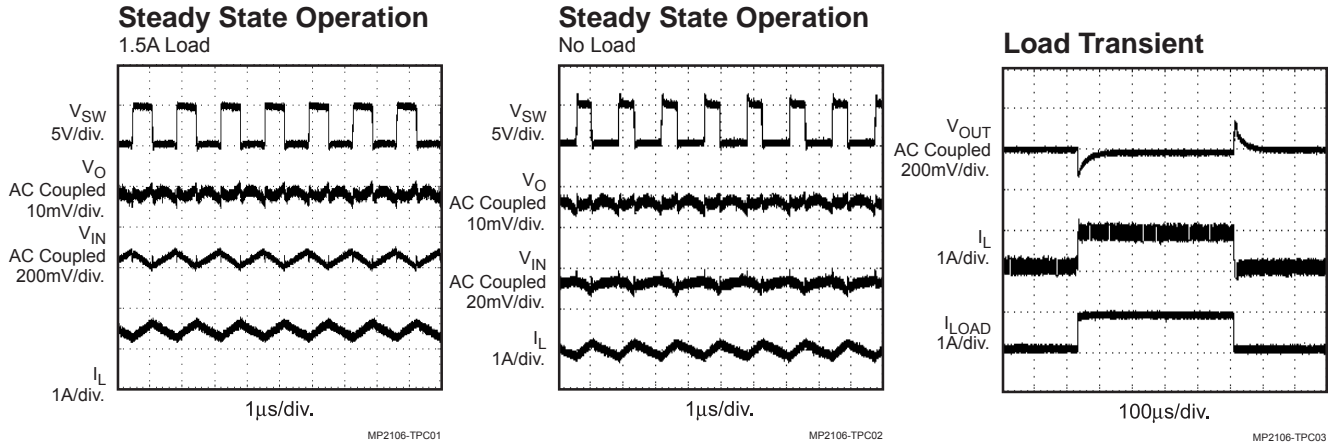 Steady State Operation
1.5A Load
VSW
5V/div.
VO
AC Coupled
10mV/div.
VIN
AC Coupled
200mV/div.
IL
1A/div.
1μs/div.
MP2106-TPC01
Steady State Operation
No Load
VSW
5V/div.
VO
AC Coupled
10mV/div.
VIN
AC Coupled
20mV/div.
IL
1A/div.
1μs/div.
MP2106-TPC02
Load Transient
VOUT
AC Coupled
200mV/div.
IL
1A/div.
ILOAD
1A/div.
100μs/div.
MP2106-TPC03